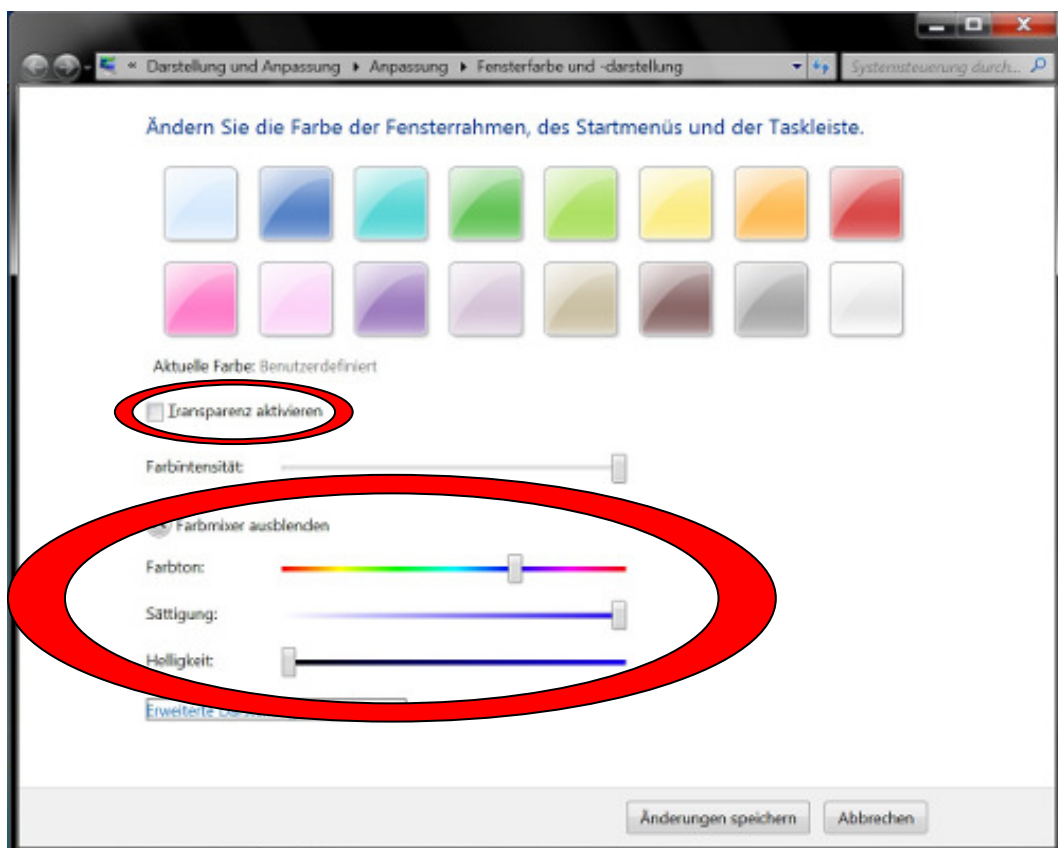 « Darstellung und Anpassung ▸ Anpassung ▸ Fensterfarbe und -darstellung
Systemsteuerung durch...
Ändern Sie die Farbe der Fensterrahmen, des Startmenüs und der Taskleiste.
Aktuelle Farbe: Benutzerdefiniert
Transparenz aktivieren
Farbintensität:
Farbmixer ausblenden
Farbton:
Sättigung:
Helligkeit:
Erweiterte
Änderungen speichern
Abbrechen